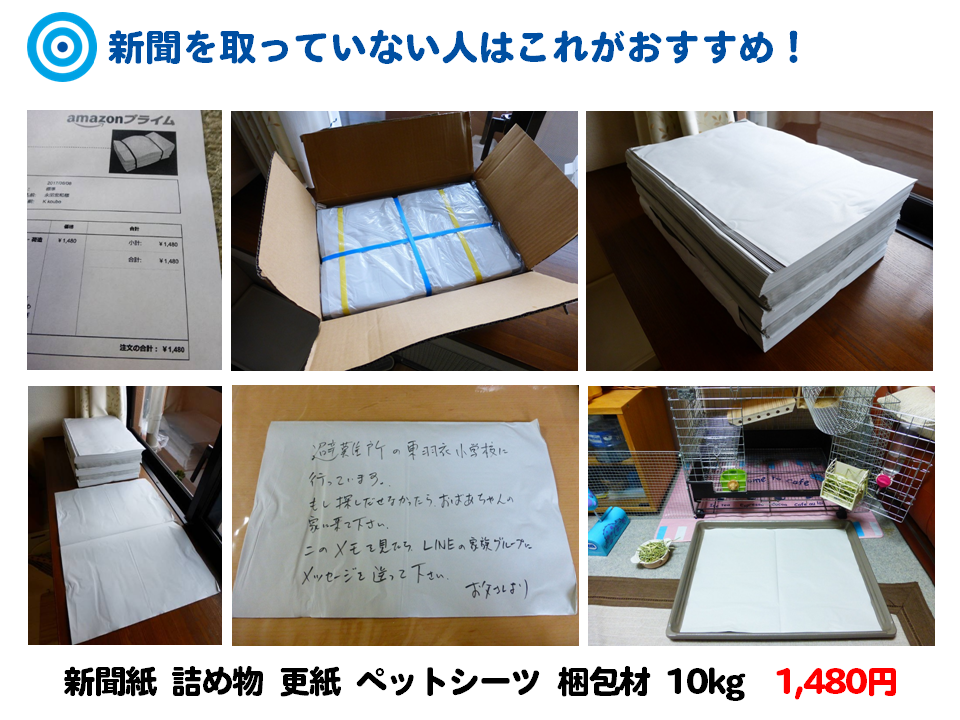 新聞を取っていない人はこれがおすすめ！
amazonプライム
価格 合計
¥1,480 小計: ¥1,480
合計: ¥1,480
注文の合計: ¥1,480
避難所の東羽衣小学校に
行っています。
もし探しだせなかったら、おばあちゃんの
家に来て下さい。
このメモを見たら、LINEの家族グループに
メッセージを送って下さい。
新聞紙 詰め物 更紙 ペットシーツ 梱包材 10kg 1,480円